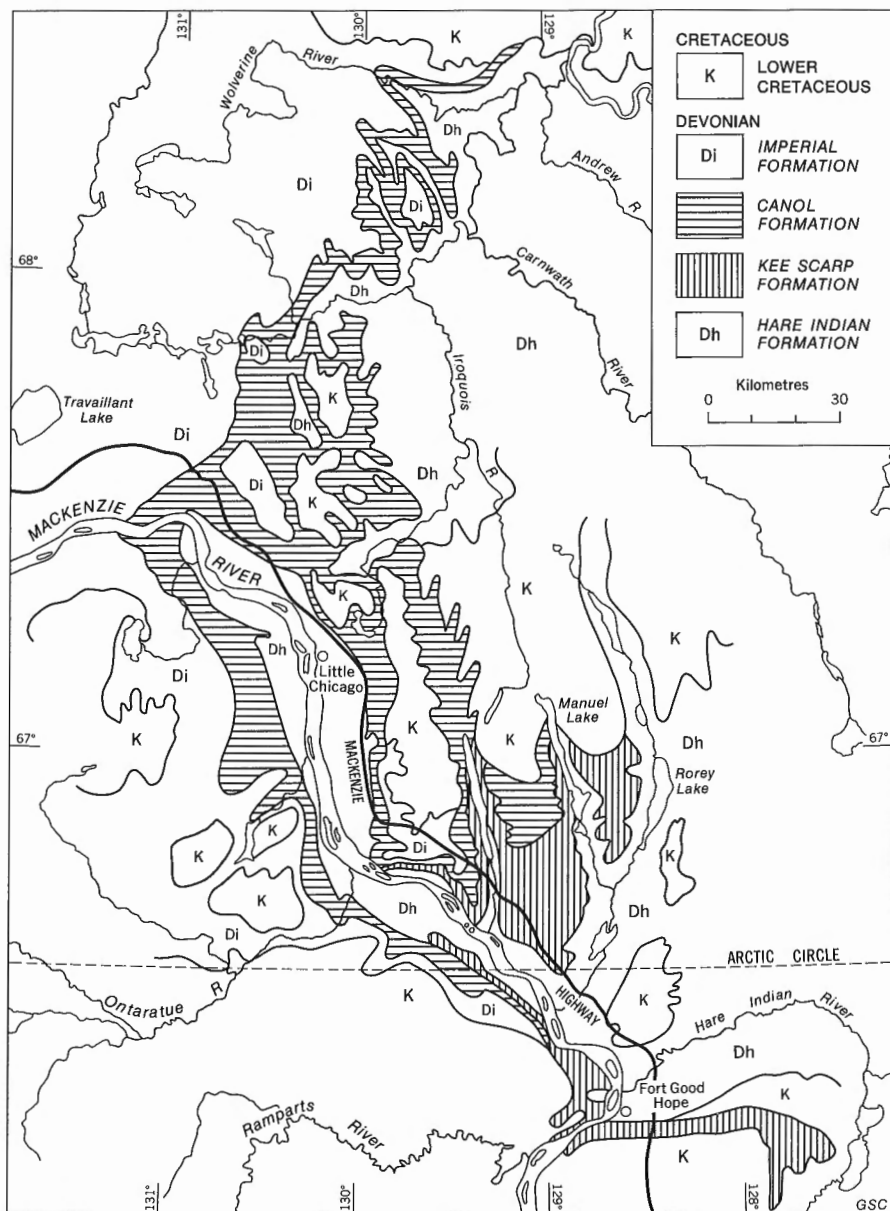 131°
130°
129°
K
K
CRETACEOUS
K
LOWER
CRETACEOUS
DEVONIAN
Di
IMPERIAL
FORMATION
CANOL
FORMATION
KEE SCARP
FORMATION
Dh
HARE INDIAN
FORMATION
0
Kilometres
30
Wolverine
River
Dh
Andrew
R
Di
Di
68°
Carnwath
River
Dh
Dh
Iroquois
R
Di
K
Travaillant
Lake
Di
Dh
Dh
Di
K
MACKENZIE
RIVER
K
K
K
Dh
Little
Chicago
Di
K
K
Manuel
Lake
K
67°
67°
MACKENZIE
Dh
Rorey
Lake
K
K
Di
K
K
Dh
Dh
Di
ARCTIC CIRCLE
Ontaratue
R
K
Di
HIGHWAY
K
Hare Indian
River
Dh
Fort Good
Hope
K
Ramparts
River
K
131°
130°
129°
128°
GSC